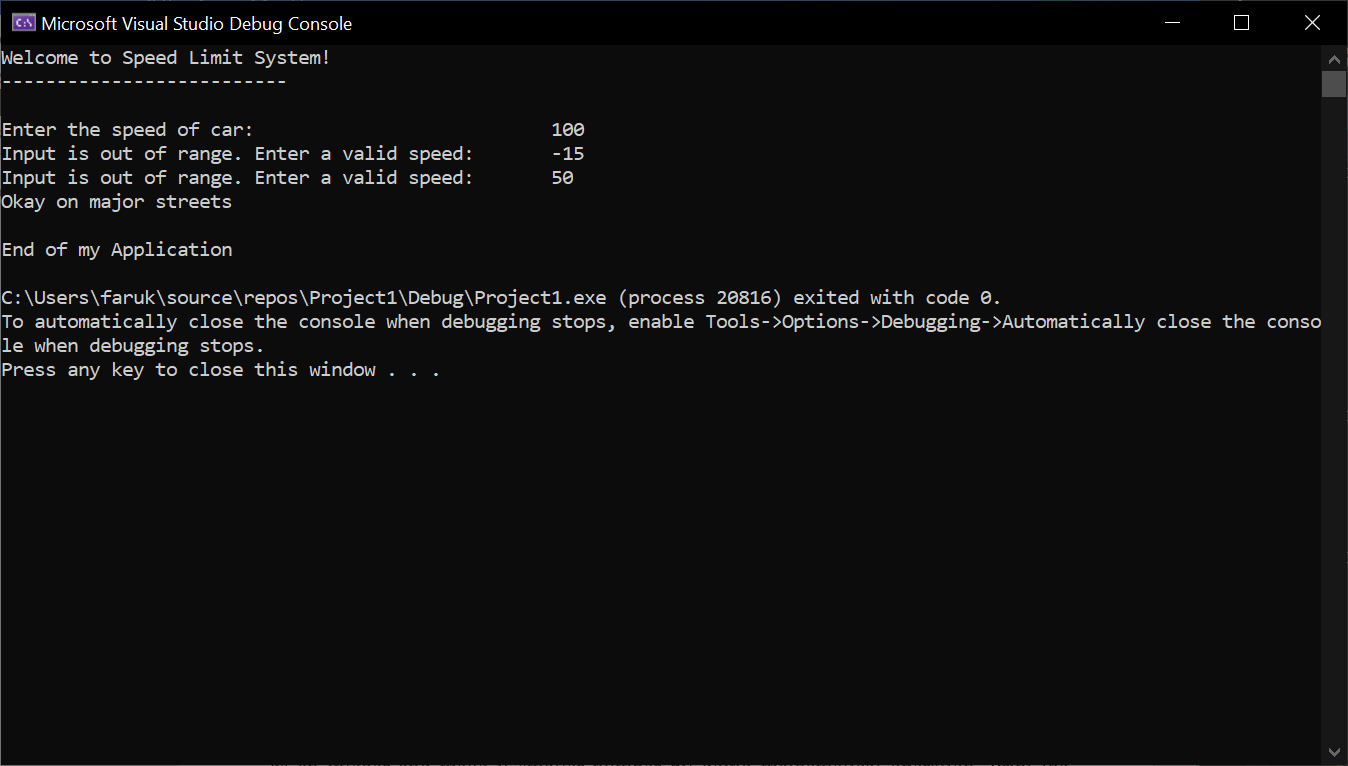 Microsoft Visual Studio Debug Console
Welcome to Speed Limit System!
--------------------------
Enter the speed of car: 100
Input is out of range. Enter a valid speed: -15
Input is out of range. Enter a valid speed: 50
Okay on major streets
End of my Application
C:\Users\faruk\source\repos\Project1\Debug\Project1.exe (process 20816) exited with code 0.
To automatically close the console when debugging stops, enable Tools->Options->Debugging->Automatically close the conso
le when debugging stops.
Press any key to close this window . . .